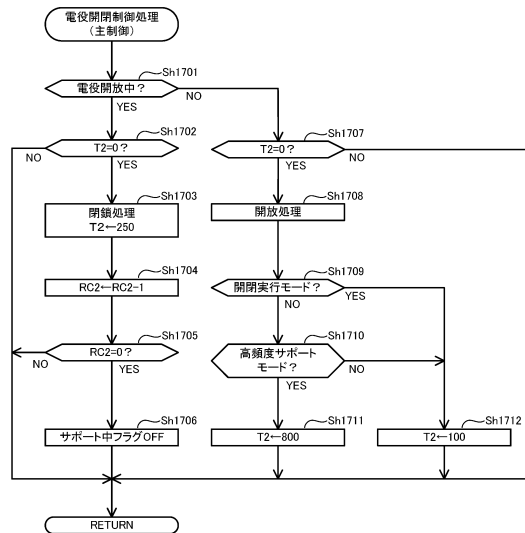 電役開閉制御処理
(主制御)
Sh1701
電役開放中？
NO
YES
Sh1702
T2=0？
NO
YES
Sh1703
閉鎖処理
T2←250
Sh1704
RC2←RC2-1
Sh1705
RC2=0？
NO
YES
Sh1706
サポート中フラグOFF
Sh1707
T2=0？
NO
YES
Sh1708
開放処理
Sh1709
開閉実行モード？
YES
NO
Sh1710
高頻度サポート
モード？
NO
YES
Sh1711
T2←800
Sh1712
T2←100
RETURN